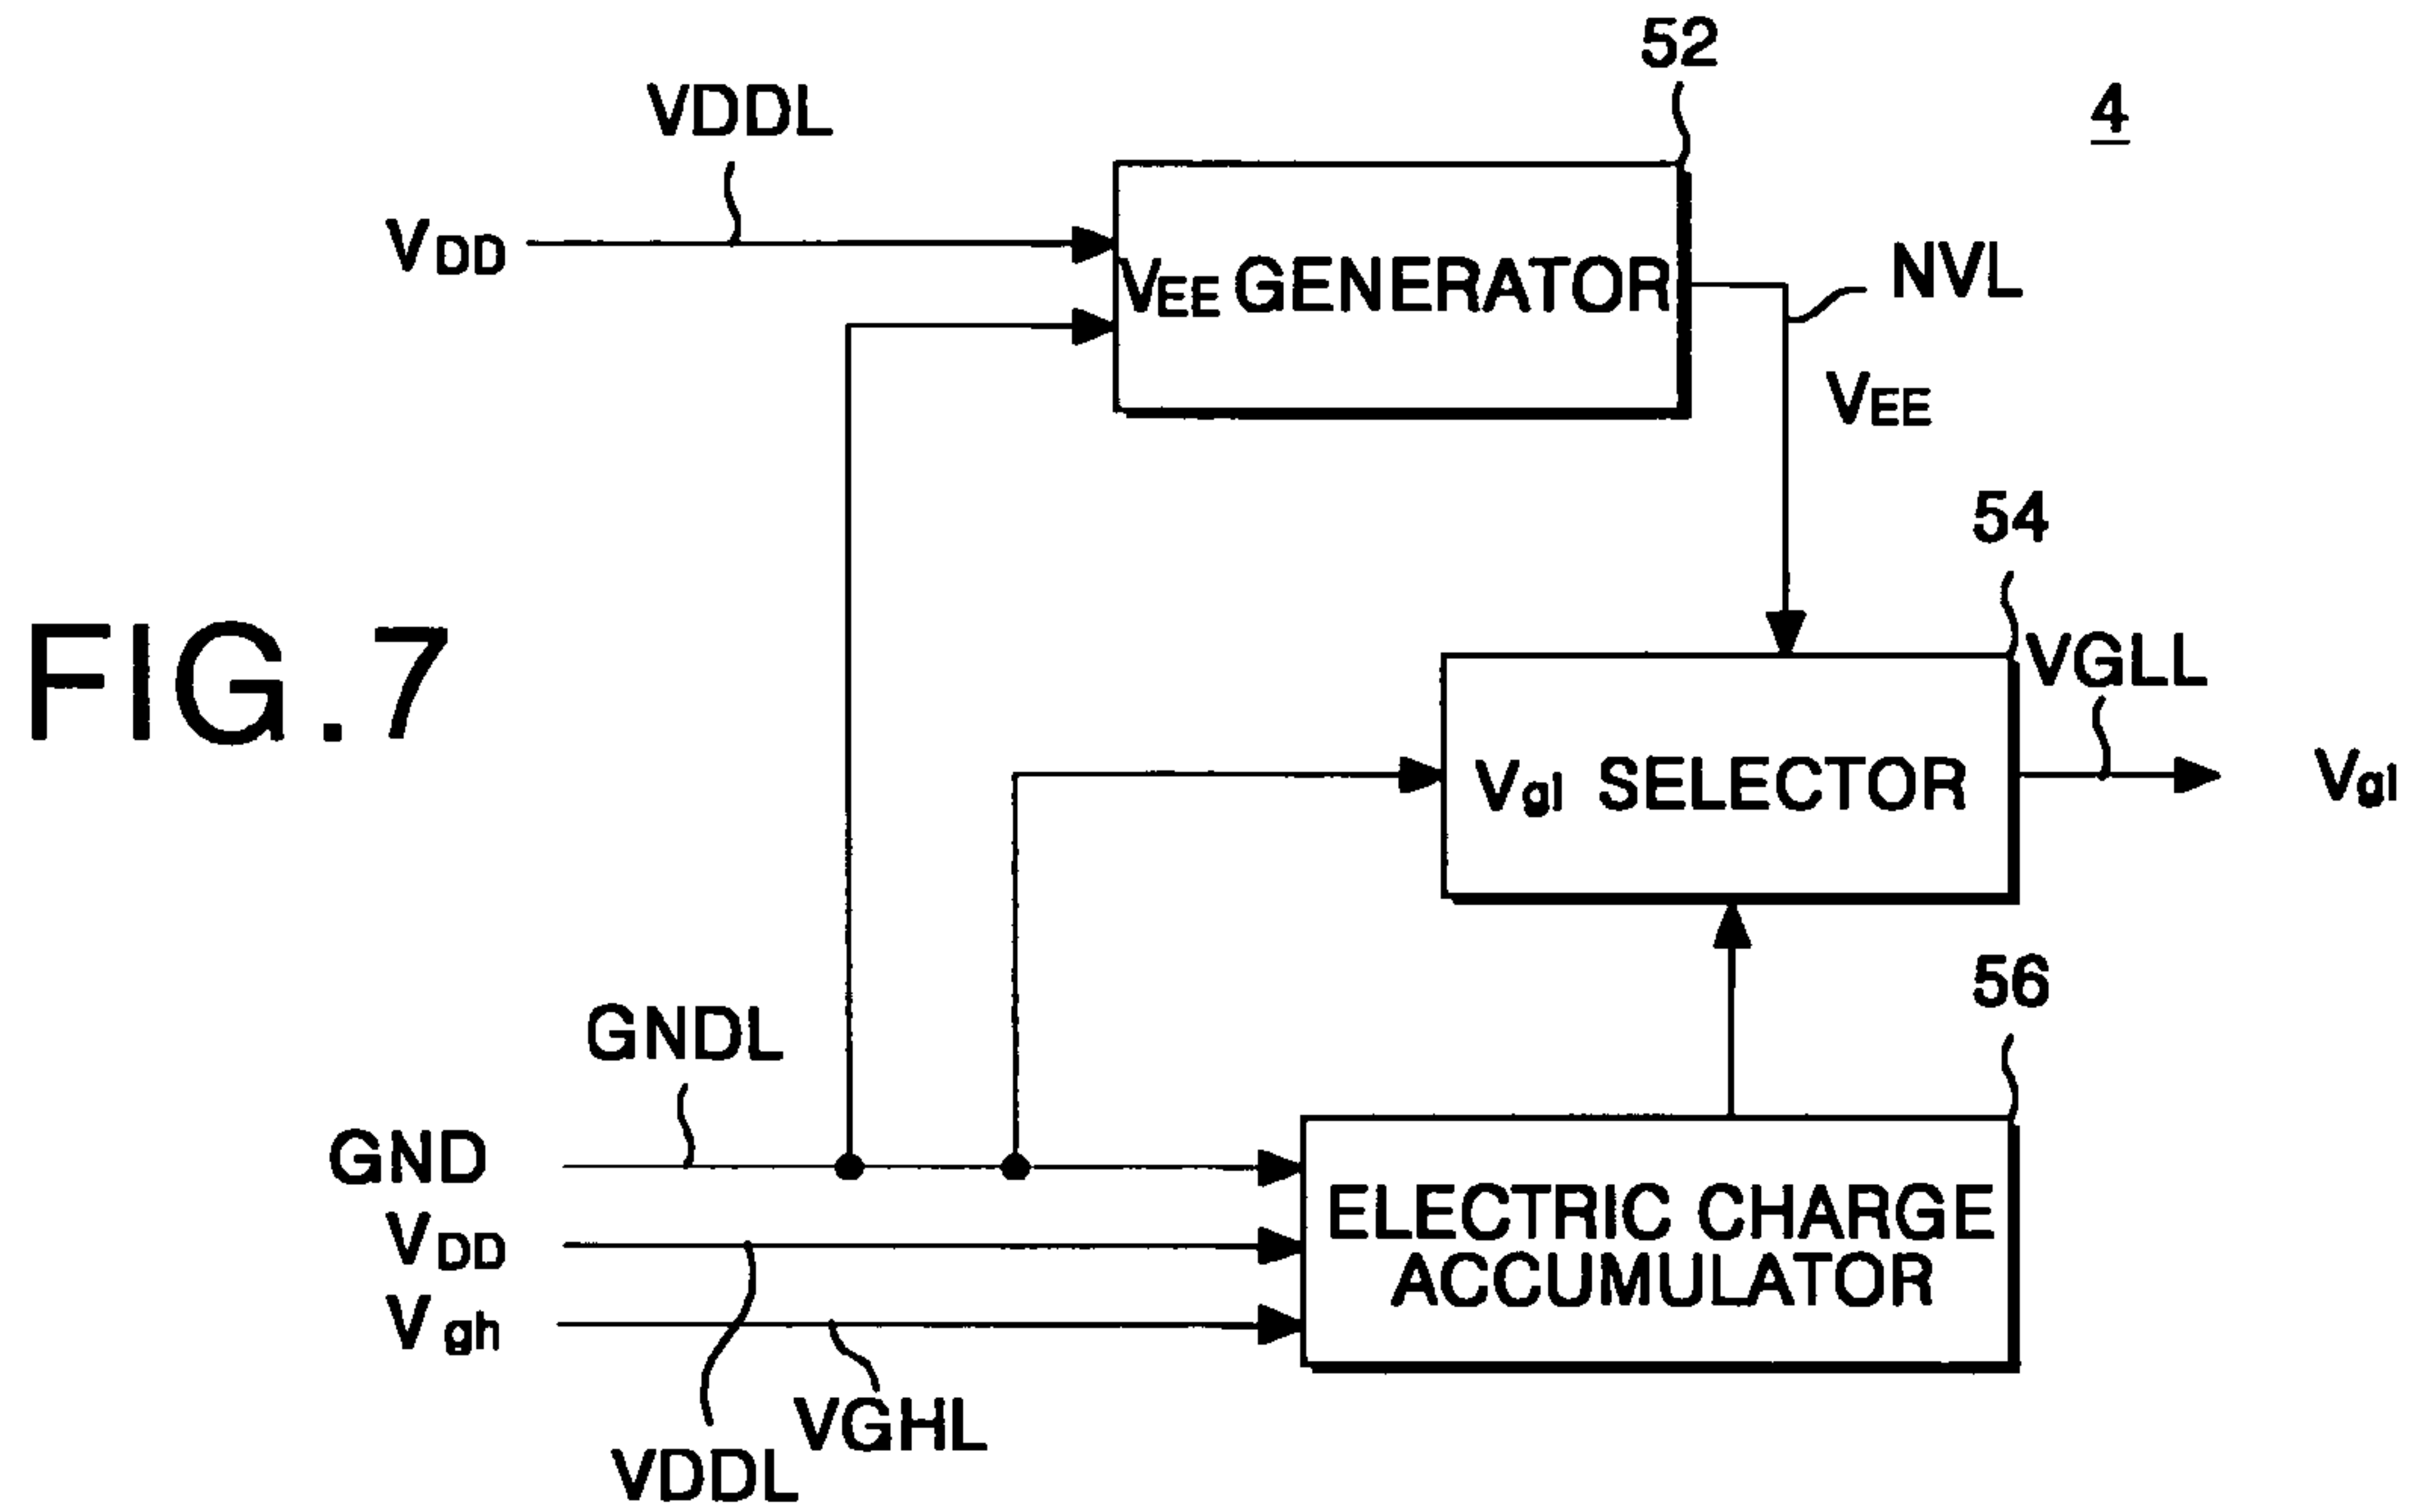 52
4
VDDL
VDD
VEE GENERATOR
NVL
VEE
54
FIG.7
VGLL
Vgl SELECTOR
Vgl
56
GNDL
GND
VDD
Vgh
ELECTRIC CHARGE
ACCUMULATOR
VGHL
VDDL